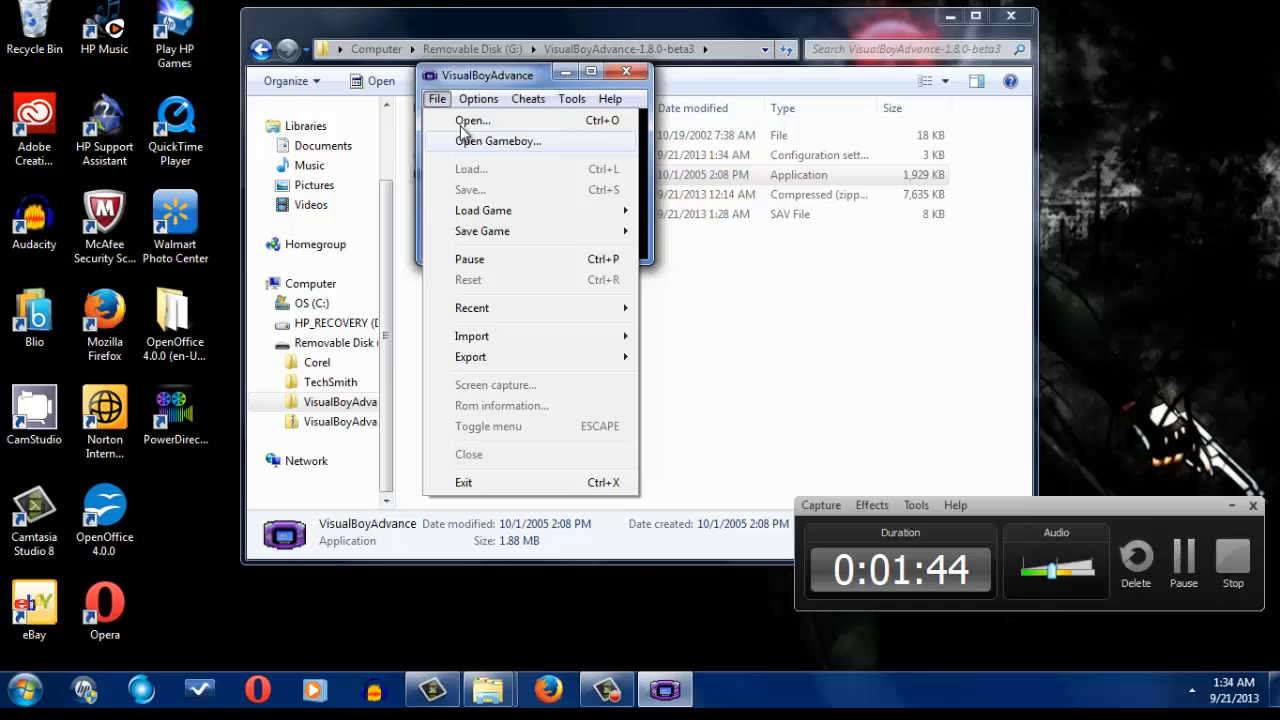 Recycle Bin
HP Music
Play HP Games
Adobe Creati...
HP Support Assistant
QuickTime Player
Audacity
McAfee Security Sc...
Walmart Photo Center
Blio
Mozilla Firefox
OpenOffice 4.0.0 (en-U...
CamStudio
Norton Intern...
PowerDirec...
Camtasia Studio 8
OpenOffice 4.0.0
eBay
Opera
Computer Removable Disk (G:) VisualBoyAdvance-1.8.0-beta3
Search VisualBoyAdvance-1.8.0-beta3
Organize Open
Libraries
Documents
Music
Pictures
Videos
Homegroup
Computer
OS (C:)
HP_RECOVERY (D
Removable Disk
Corel
TechSmith
VisualBoyAdva
VisualBoyAdva
Network
VisualBoyAdvance
File Options Cheats Tools Help
Open... Ctrl+O
Open Gameboy...
Load... Ctrl+L
Save... Ctrl+S
Load Game
Save Game
Pause Ctrl+P
Reset Ctrl+R
Recent
Import
Export
Screen capture...
Rom information...
Toggle menu ESCAPE
Close
Exit Ctrl+X
Date modified Type Size
10/19/2002 7:38 AM File 18 KB
9/21/2013 1:34 AM Configuration sett... 3 KB
10/1/2005 2:08 PM Application 1,929 KB
9/21/2013 12:14 AM Compressed (zipp... 7,635 KB
9/21/2013 1:28 AM SAV File 8 KB
VisualBoyAdvance Date modified: 10/1/2005 2:08 PM Date created: 10/1/2005 2:08 PM
Application Size: 1.88 MB
Capture Effects Tools Help
Duration Audio
0:01:44
Delete Pause Stop
1:34 AM
9/21/2013